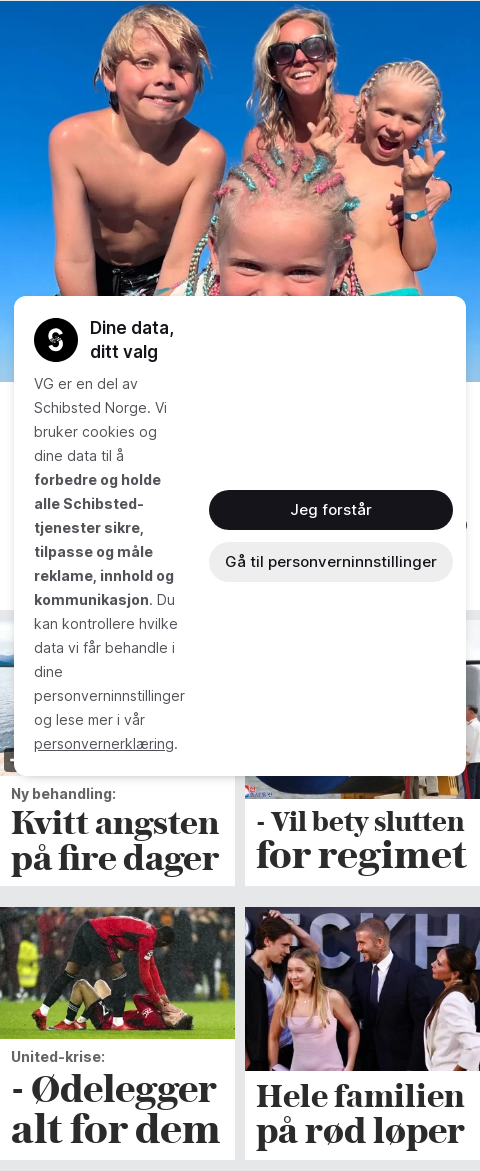 Dine data,
ditt valg
VG er en del av
Schibsted Norge. Vi
bruker cookies og
dine data til å
forbedre og holde
alle Schibsted-
tjenester sikre,
tilpasse og måle
reklame, innhold og
kommunikasjon. Du
kan kontrollere hvilke
data vi får behandle i
dine
personverninnstillinger
og lese mer i vår
personvernerklæring.
Jeg forstår
Gå til personverninnstillinger
Ny behandling:
Kvitt angsten
på fire dager
- Vil bety slutten
for regimet
United-krise:
- Ødelegger
alt for dem
BECKHA
Hele familien
på rød løper